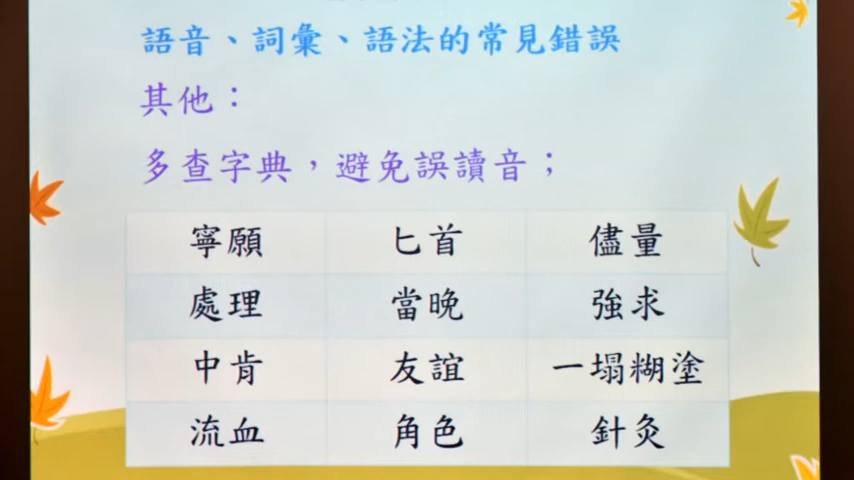 語音、詞彙、語法的常見錯誤
其他：
多查字典，避免誤讀音；
寧願 匕首 儘量
處理 當晚 強求
中肯 友誼 一塌糊塗
流血 角色 針灸